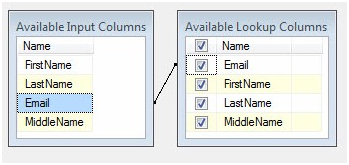 Available Input Columns
Name
FirstName
LastName
Email
MiddleName
Available Lookup Columns
Name
Email
FirstName
LastName
MiddleName